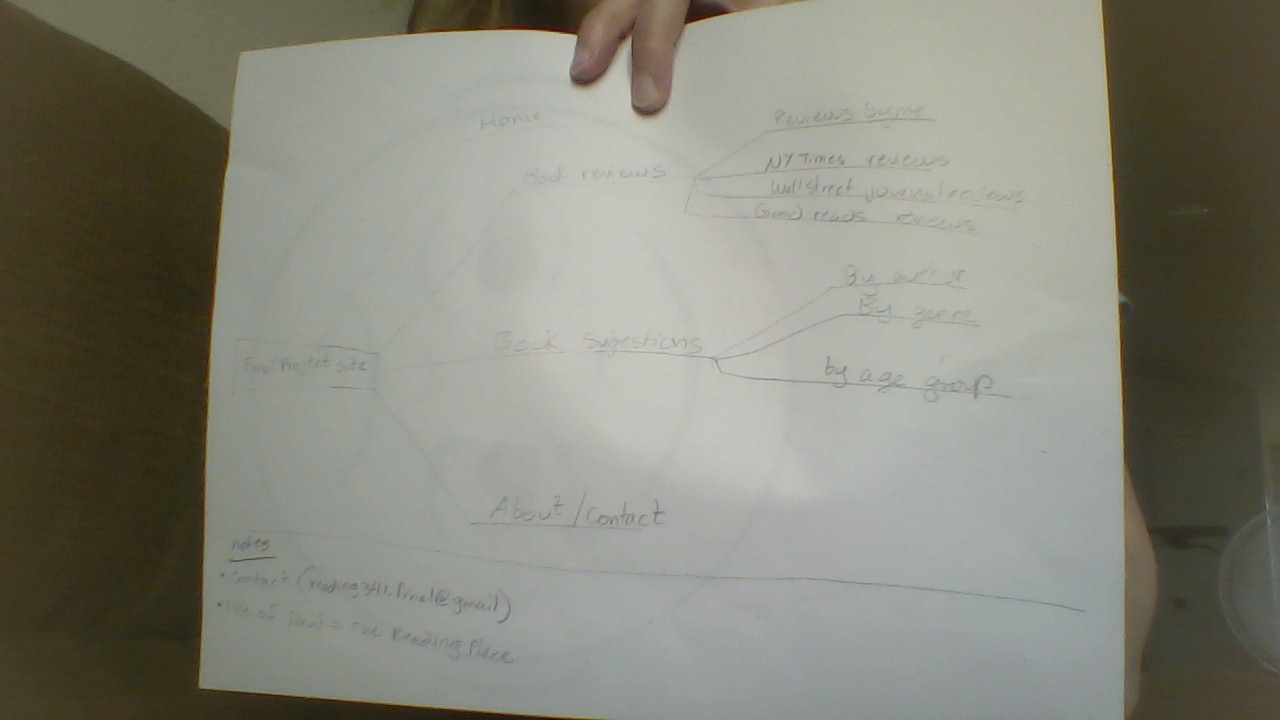 Home
Book reviews
Reviews by me
NY Times reviews
Wall street journal reviews
Good reads reviews
Final Project site
Book Sugestions
By author
By genre
by age group
About / Contact
notes
• Contact (reading341.final@gmail)
• of final = The Reading Place